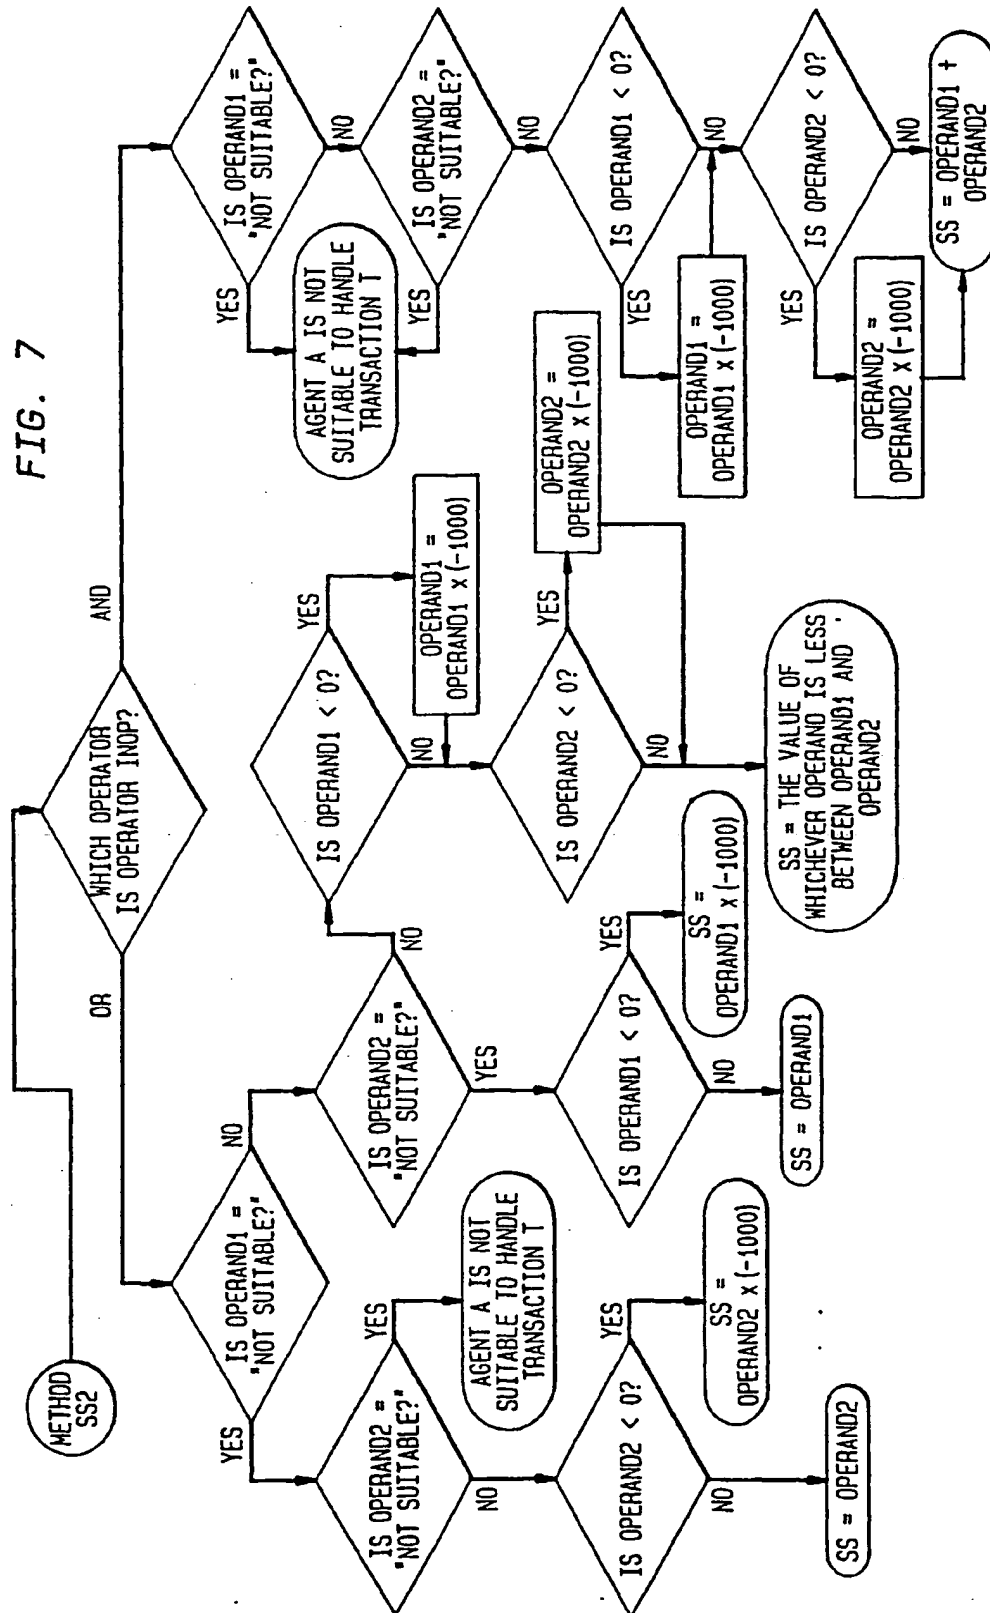 FIG. 7
METHOD
SS2
WHICH OPERATOR
IS OPERATOR INOP?
OR
AND
IS OPERAND1 =
"NOT SUITABLE?"
YES
NO
IS OPERAND2 =
"NOT SUITABLE?"
YES
NO
AGENT A IS NOT
SUITABLE TO HANDLE
TRANSACTION T
IS OPERAND2 < 0?
YES
NO
SS =
OPERAND2 x (-1000)
SS = OPERAND2
IS OPERAND2 =
"NOT SUITABLE?"
NO
YES
IS OPERAND1 < 0?
YES
NO
SS =
OPERAND1 x (-1000)
SS = OPERAND1
IS OPERAND1 < 0?
YES
NO
OPERAND1 =
OPERAND1 x (-1000)
IS OPERAND2 < 0?
YES
NO
OPERAND2 =
OPERAND2 x (-1000)
SS = THE VALUE OF
WHICHEVER OPERAND IS LESS
BETWEEN OPERAND1 AND
OPERAND2
IS OPERAND1 =
"NOT SUITABLE?"
YES
NO
AGENT A IS NOT
SUITABLE TO HANDLE
TRANSACTION T
IS OPERAND2 =
"NOT SUITABLE?"
YES
NO
IS OPERAND1 < 0?
YES
NO
OPERAND1 =
OPERAND1 x (-1000)
IS OPERAND2 < 0?
YES
NO
OPERAND2 =
OPERAND2 x (-1000)
SS = OPERAND1 +
OPERAND2